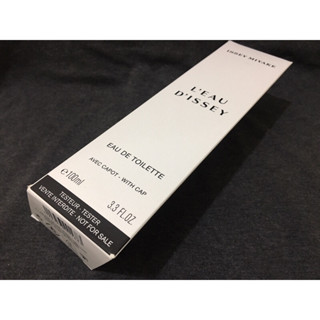 ISSEY MIYAKE
L'EAU
D'ISSEY
EAU DE TOILETTE
AVEC CAPOT - WITH CAP
e 100ml
3.3 FL.OZ.
TESTEUR - TESTER
VENTE INTERDITE - NOT FOR SALE